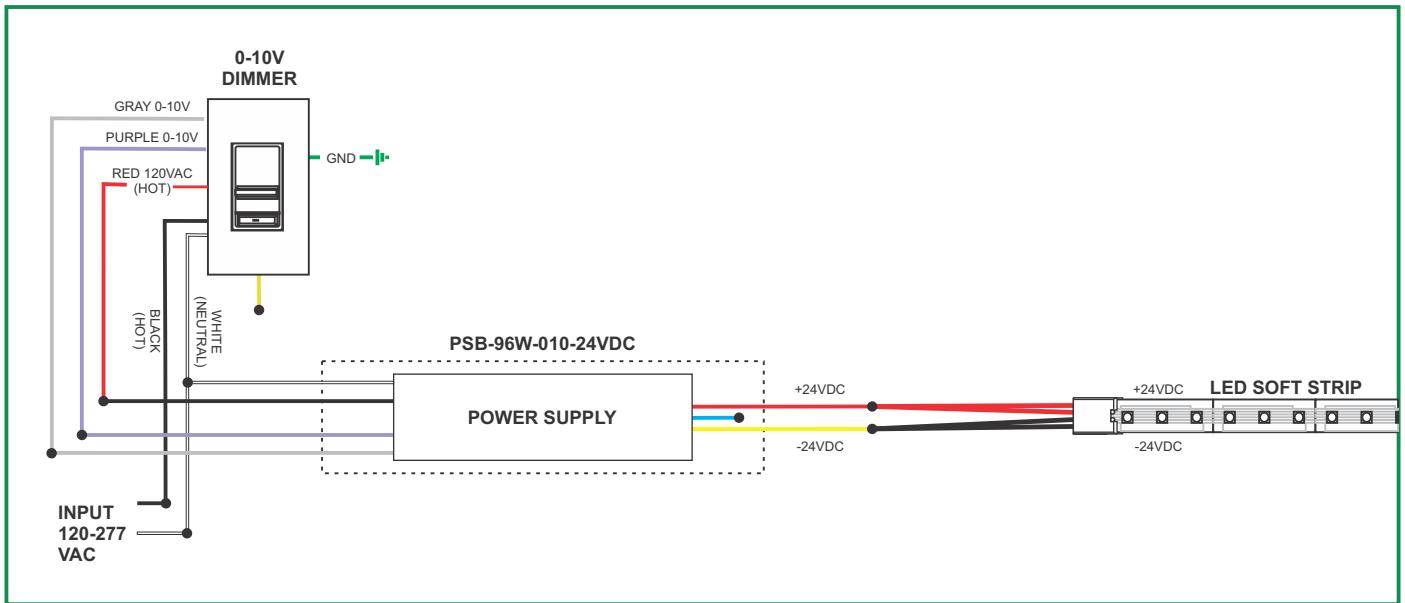 0-10V
DIMMER
GRAY 0-10V
PURPLE 0-10V
RED 120VAC
(HOT)
GND
BLACK
(HOT)
WHITE
(NEUTRAL)
PSB-96W-010-24VDC
POWER SUPPLY
+24VDC
-24VDC
+24VDC
LED SOFT STRIP
-24VDC
INPUT
120-277
VAC